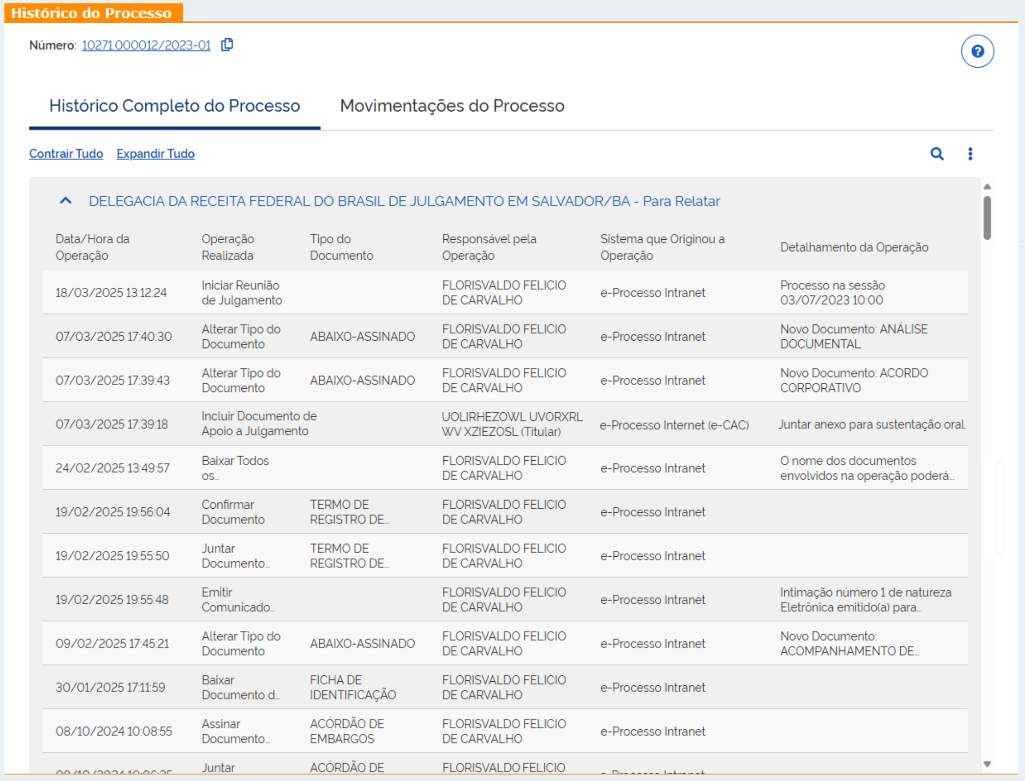 Histórico do Processo
Número: 10271.000012/2023-01
?
Histórico Completo do Processo Movimentações do Processo
Contrair Tudo Expandir Tudo
DELEGACIA DA RECEITA FEDERAL DO BRASIL DE JULGAMENTO EM SALVADOR/BA - Para Relatar
Data/Hora da Operação Operação Realizada Tipo do Documento Responsável pela Operação Sistema que Originou a Operação Detalhamento da Operação
18/03/2025 13:12:24 Iniciar Reunião de Julgamento FLORISVALDO FELICIO DE CARVALHO e-Processo Intranet Processo na sessão 03/07/2023 10:00
07/03/2025 17:40:30 Alterar Tipo do Documento ABAIXO-ASSINADO FLORISVALDO FELICIO DE CARVALHO e-Processo Intranet Novo Documento: ANÁLISE DOCUMENTAL
07/03/2025 17:39:43 Alterar Tipo do Documento ABAIXO-ASSINADO FLORISVALDO FELICIO DE CARVALHO e-Processo Intranet Novo Documento: ACORDO CORPORATIVO
07/03/2025 17:39:18 Incluir Documento de Apoio a Julgamento UOLIRHEZOWL UVORXRL WV XZIEZOSL (Titular) e-Processo Internet (e-CAC) Juntar anexo para sustentação oral.
24/02/2025 13:49:57 Baixar Todos os... FLORISVALDO FELICIO DE CARVALHO e-Processo Intranet O nome dos documentos envolvidos na operação poderá...
19/02/2025 19:56:04 Confirmar Documento TERMO DE REGISTRO DE... FLORISVALDO FELICIO DE CARVALHO e-Processo Intranet
19/02/2025 19:55:50 Juntar Documento... TERMO DE REGISTRO DE... FLORISVALDO FELICIO DE CARVALHO e-Processo Intranet
19/02/2025 19:55:48 Emitir Comunicado... FLORISVALDO FELICIO DE CARVALHO e-Processo Intranet Intimação número 1 de natureza Eletrônica emitido(a) para...
09/02/2025 17:45:21 Alterar Tipo do Documento ABAIXO-ASSINADO FLORISVALDO FELICIO DE CARVALHO e-Processo Intranet Novo Documento: ACOMPANHAMENTO DE...
30/01/2025 17:11:59 Baixar Documento d... FICHA DE IDENTIFICAÇÃO FLORISVALDO FELICIO DE CARVALHO e-Processo Intranet
08/10/2024 10:08:55 Assinar Documento... ACÓRDÃO DE EMBARGOS FLORISVALDO FELICIO DE CARVALHO e-Processo Intranet
Juntar ACÓRDÃO DE FLORISVALDO FELICIO